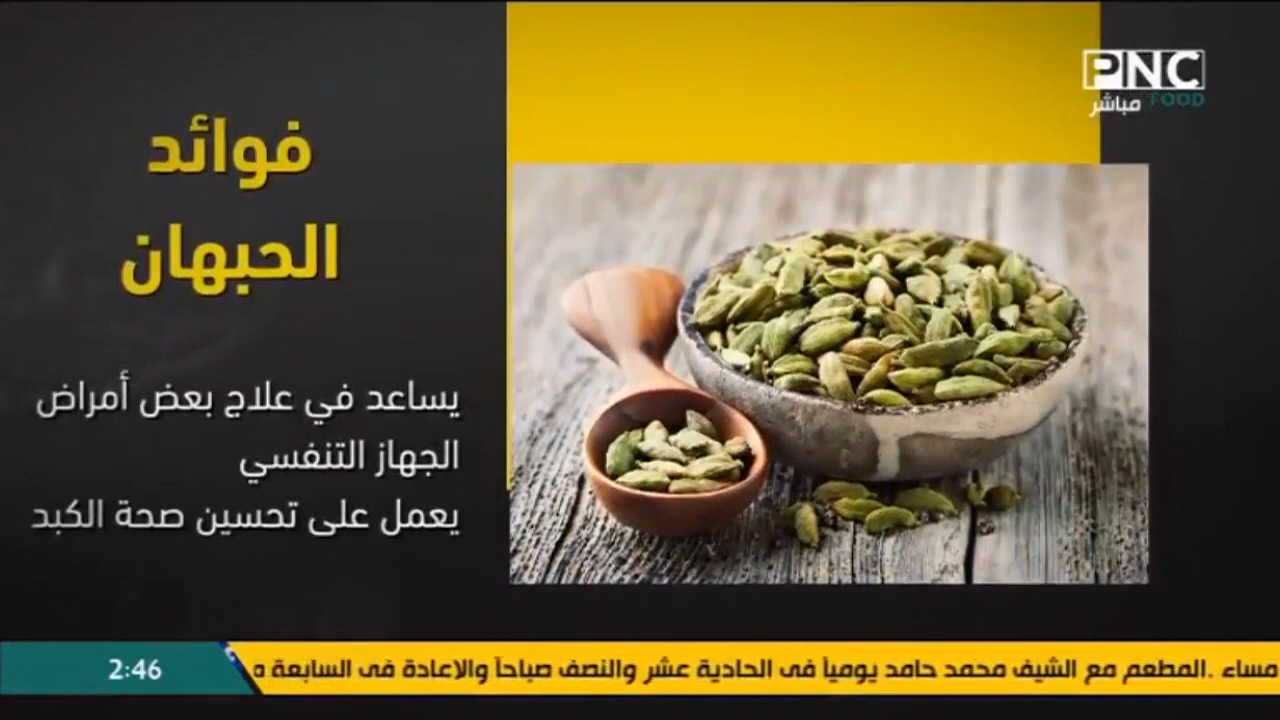 PNC
FOOD
مباشر
فوائد
الحبهان
يساعد في علاج بعض أمراض
الجهاز التنفسي
يعمل على تحسين صحة الكبد
مساء .المطعم مع الشيف محمد حامد يومياً فى الحادية عشر والنصف صباحاً والاعادة فى السابعة م
2:46